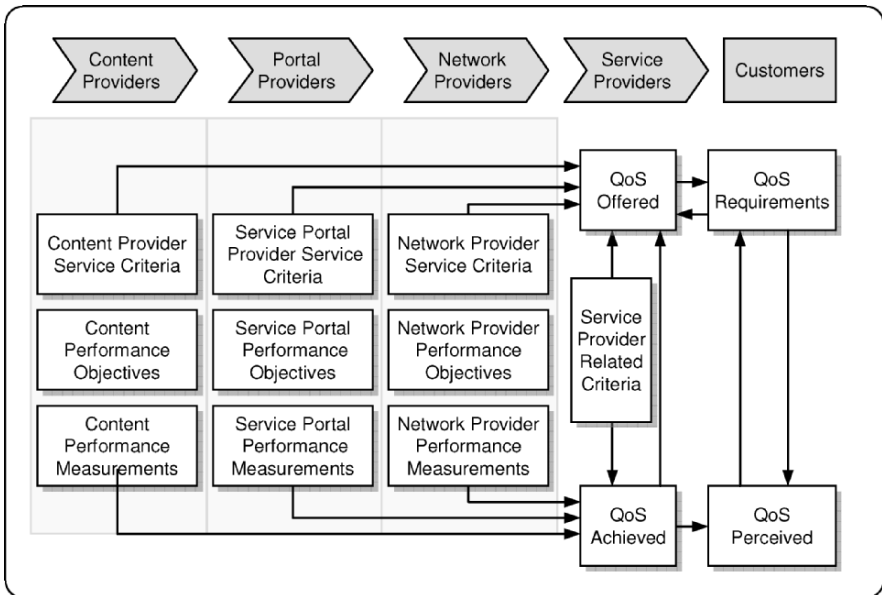 Content
Providers
Portal
Providers
Network
Providers
Service
Providers
Customers
QoS
Offered
QoS
Requirements
Content Provider
Service Criteria
Service Portal
Provider Service
Criteria
Network Provider
Service Criteria
Service
Provider
Related
Criteria
Content
Performance
Objectives
Service Portal
Performance
Objectives
Network Provider
Performance
Objectives
Content
Performance
Measurements
Service Portal
Performance
Measurements
Network Provider
Performance
Measurements
QoS
Achieved
QoS
Perceived